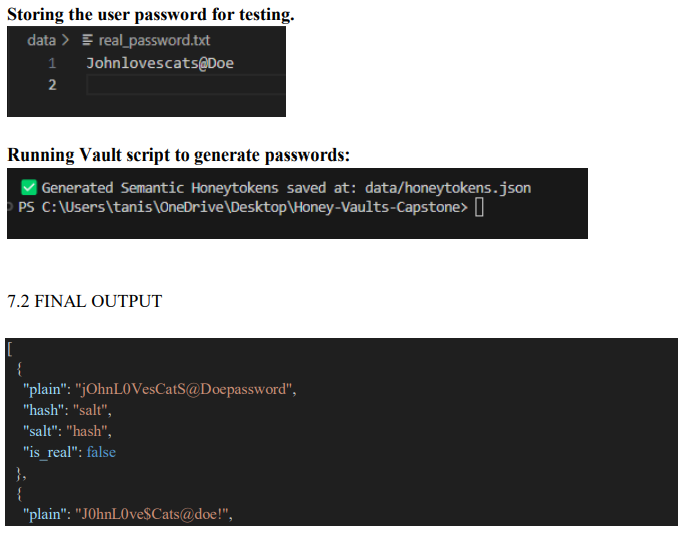 Storing the user password for testing.
data > real_password.txt
1 Johnlovescats@Doe
2
Running Vault script to generate passwords:
✅ Generated Semantic Honeytokens saved at: data/honeytokens.json
PS C:\Users\tanis\OneDrive\Desktop\Honey-Vaults-Capstone>
7.2 FINAL OUTPUT
[
{
"plain": "jOhnL0VesCatS@Doepassword",
"hash": "salt",
"salt": "hash",
"is_real": false
},
{
"plain": "J0hnL0ve$Cats@doe!",